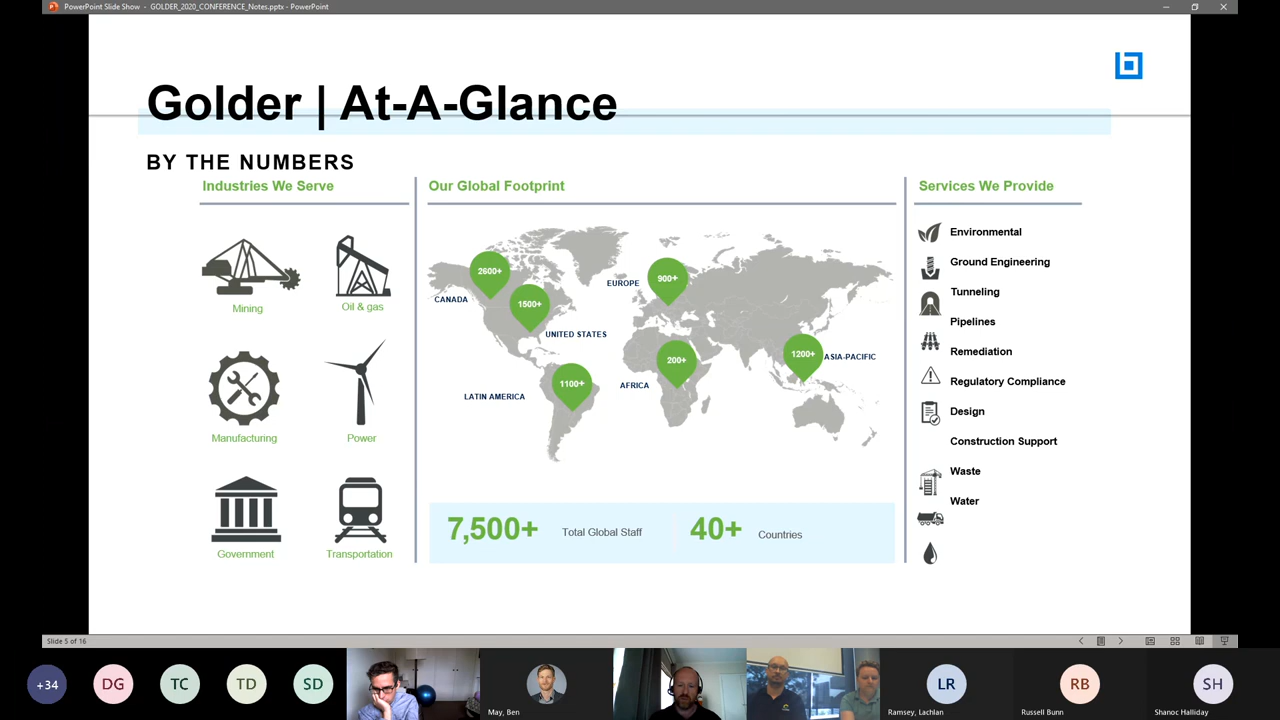 PowerPoint Slide Show - GOLDER_2020_CONFERENCE_Notes.pptx - PowerPoint
Golder | At-A-Glance
BY THE NUMBERS
Industries We Serve
Mining
Oil & gas
Manufacturing
Power
Government
Transportation
Our Global Footprint
2600+
CANADA
1500+
UNITED STATES
EUROPE
900+
1100+
LATIN AMERICA
200+
AFRICA
1200+
ASIA-PACIFIC
7,500+ Total Global Staff
40+ Countries
Services We Provide
Environmental
Ground Engineering
Tunneling
Pipelines
Remediation
Regulatory Compliance
Design
Construction Support
Waste
Water
Slide 5 of 16
+34
DG
TC
TD
SD
May, Ben
LR
Ramsey, Lachlan
RB
Russell Bunn
SH
Shanoc Halliday